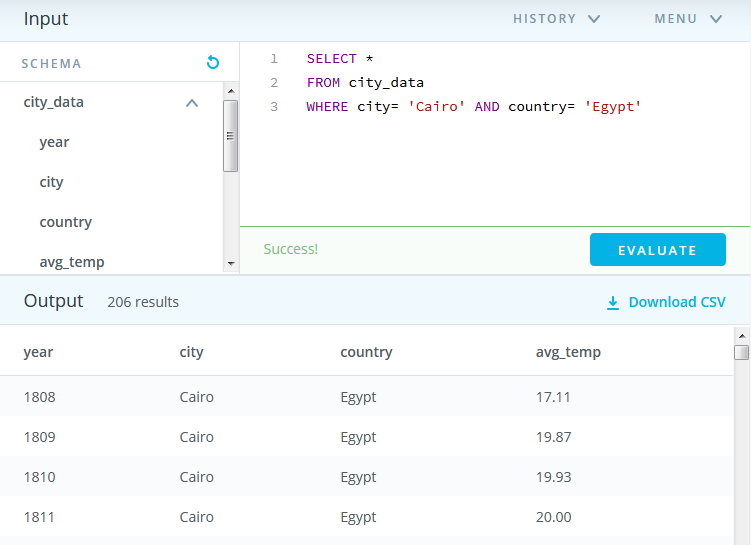 Input HISTORY MENU
SCHEMA
city_data
year
city
country
avg_temp
1 SELECT *
2 FROM city_data
3 WHERE city= 'Cairo' AND country= 'Egypt'
Success! EVALUATE
Output 206 results Download CSV
year city country avg_temp
1808 Cairo Egypt 17.11
1809 Cairo Egypt 19.87
1810 Cairo Egypt 19.93
1811 Cairo Egypt 20.00